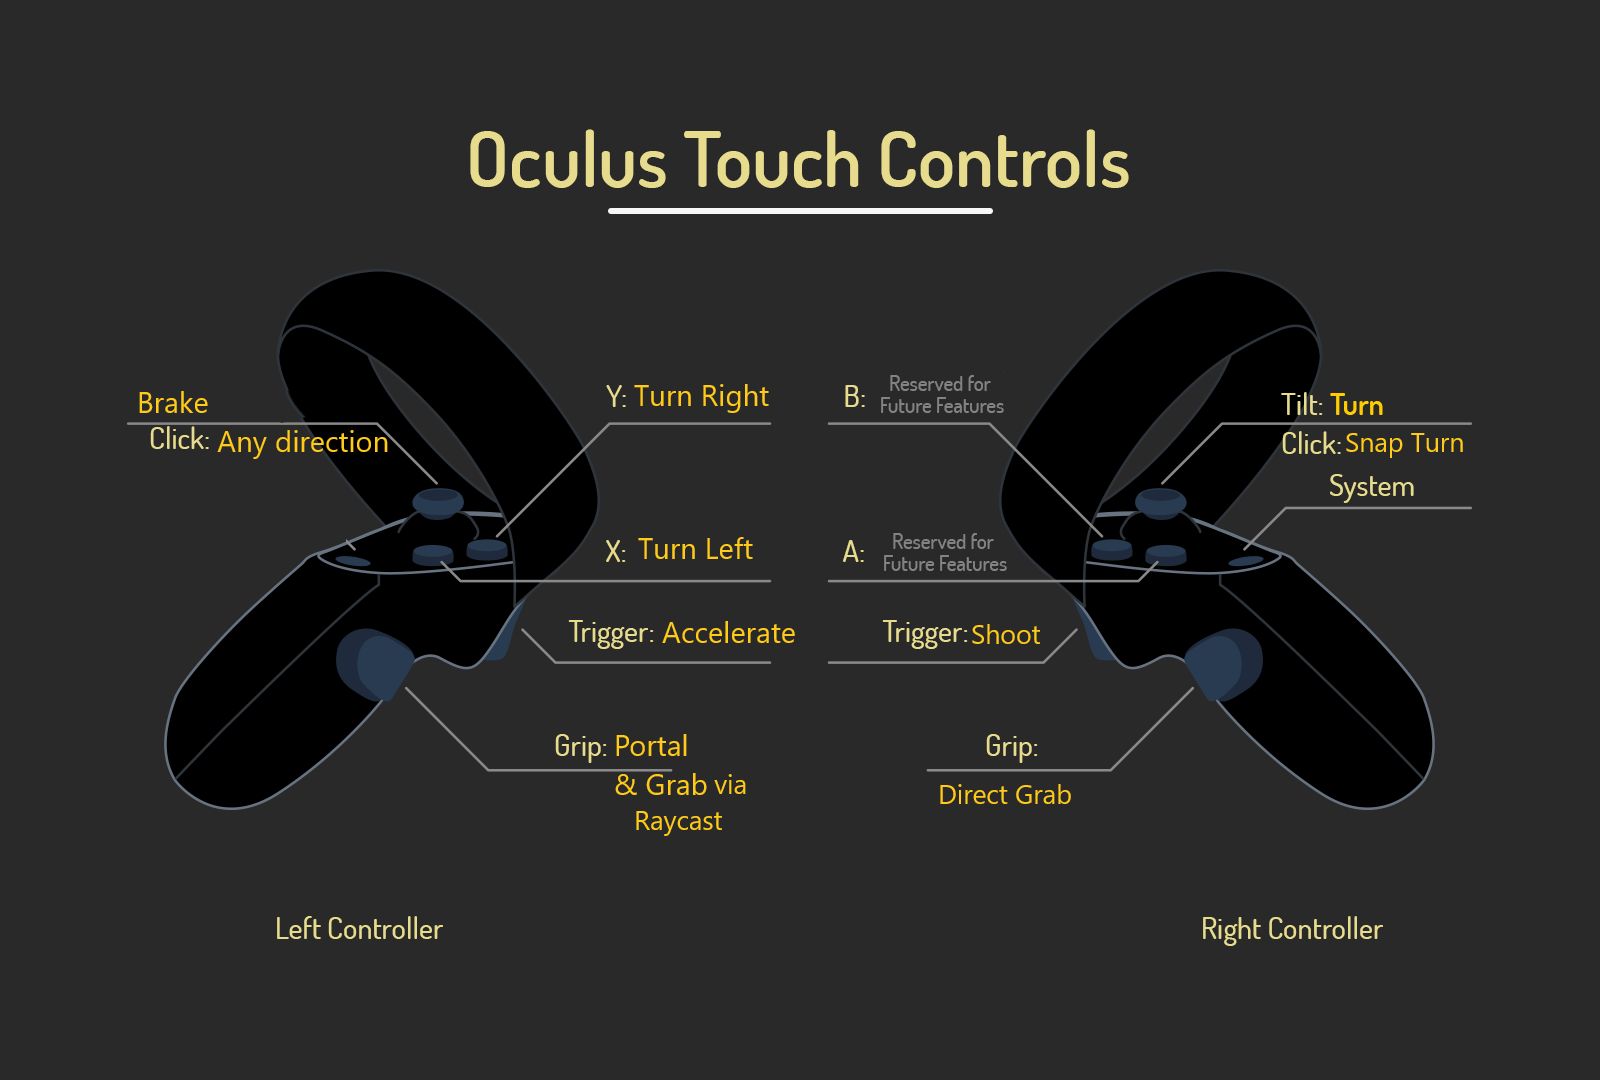 Oculus Touch Controls
Brake
Click: Any direction
Y: Turn Right
X: Turn Left
Trigger: Accelerate
Grip: Portal
& Grab via
Raycast
Left Controller
B: Reserved for
Future Features
A: Reserved for
Future Features
Trigger: Shoot
Grip:
Direct Grab
Tilt: Turn
Click: Snap Turn
System
Right Controller